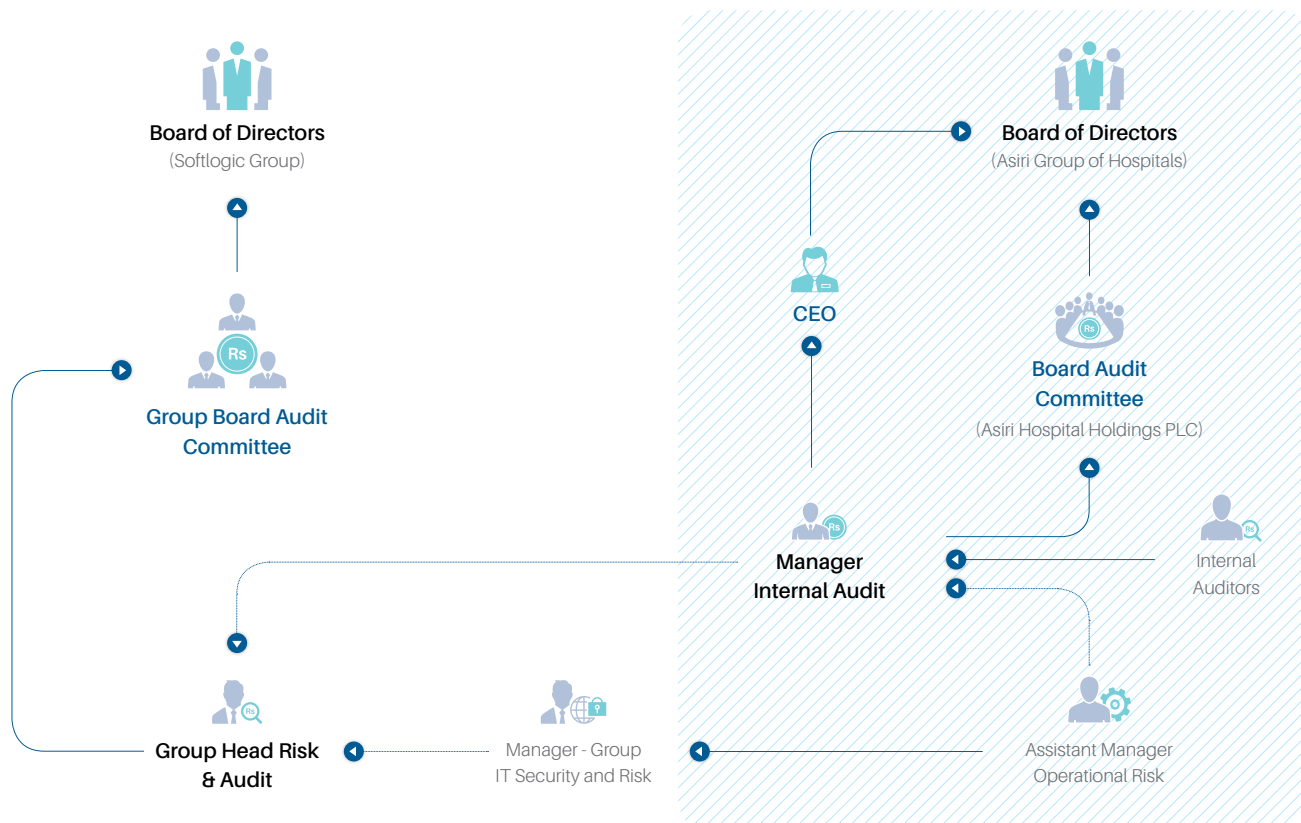 Board of Directors
(Softlogic Group)
Board of Directors
(Asiri Group of Hospitals)
CEO
Rs
Group Board Audit
Committee
Rs
Board Audit
Committee
(Asiri Hospital Holdings PLC)
Rs
Manager
Internal Audit
Rs
Internal
Auditors
Rs
Group Head Risk
& Audit
Manager - Group
IT Security and Risk
Assistant Manager
Operational Risk